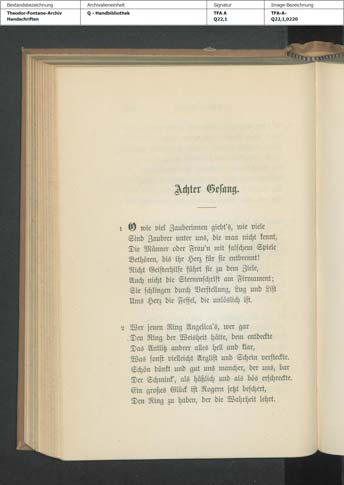 Bestandsbezeichnung
Archivalieneinheit
Signatur
Image-Bezeichnung
Theodor-Fontane-Archiv
Handschriften
Q - Handbibliothek
TFA A
Q22,1
TFA-A-
Q22,1,0220
Achter Gesang.
1 O wie viel Zauberinnen giebt's, wie viele
Sind Zaubrer unter uns, die man nicht kennt,
Die Männer oder Frau'n mit falschem Spiele
Bethören, bis ihr Herz für sie entbrennt!
Nicht Geisterhilfe führt sie zu dem Ziele,
Auch nicht die Sternenschrift am Firmament;
Sie schlingen durch Verstellung, Lug und List
Ums Herz die Fessel, die unlöslich ist.
2 Wer jenen Ring Angelica's, wer gar
Den Ring der Weisheit hätte, dem entdeckte
Das Antlitz andrer alles hell und klar,
Was sonst vielleicht Arglist und Schein versteckte.
Schön dünkt und gut uns mancher, der uns, bar
Der Schmink', als häßlich und als bös erschreckte.
Ein großes Glück ist Rogern jetzt beschert,
Den Ring zu haben, der die Wahrheit lehrt.